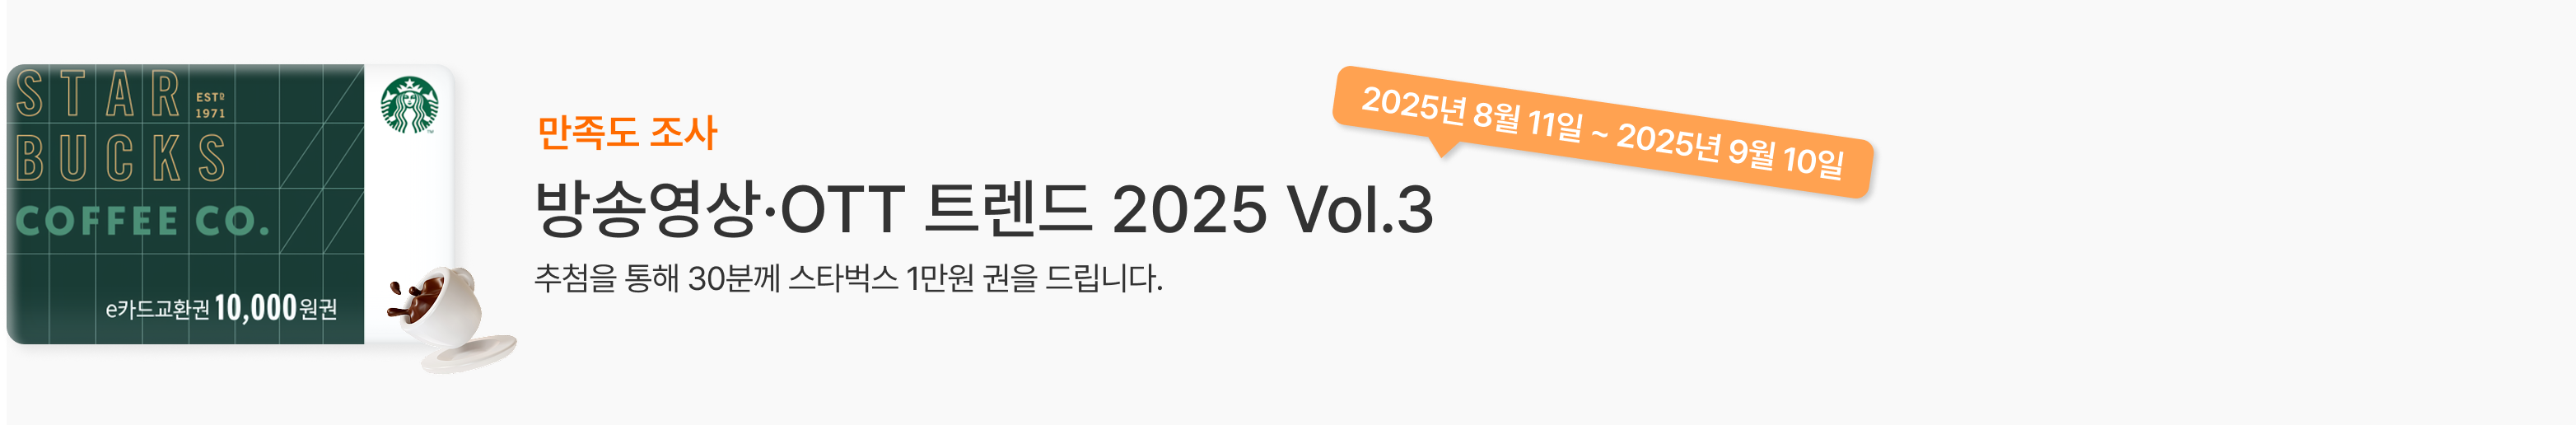 STAR
ESTD
1971
BUCKS
COFFEE CO.
e카드교환권 10,000원권
만족도 조사
방송영상·OTT 트렌드 2025 Vol.3
추첨을 통해 30분께 스타벅스 1만원 권을 드립니다.
2025년 8월 11일 ~ 2025년 9월 10일